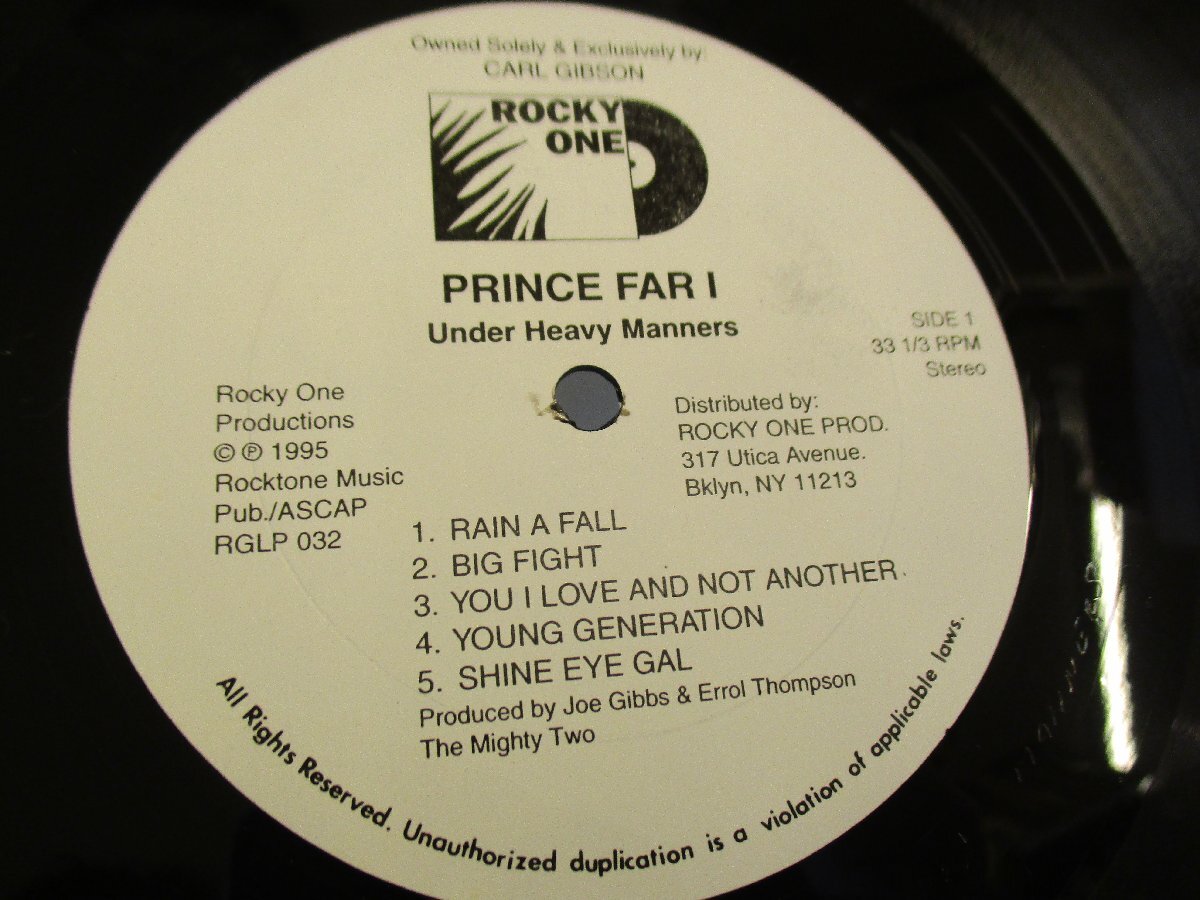 Owned Solely & Exclusively by:
CARL GIBSON
ROCKY
ONE
PRINCE FAR I
Under Heavy Manners
SIDE 1
33 1/3 RPM
Stereo
Rocky One
Productions
© ℗ 1995
Rocktone Music
Pub./ASCAP
RGLP 032
Distributed by:
ROCKY ONE PROD.
317 Utica Avenue.
Bklyn, NY 11213
1. RAIN A FALL
2. BIG FIGHT
3. YOU I LOVE AND NOT ANOTHER.
4. YOUNG GENERATION
5. SHINE EYE GAL
Produced by Joe Gibbs & Errol Thompson
The Mighty Two
All Rights Reserved. Unauthorized duplication is a violation of applicable laws.